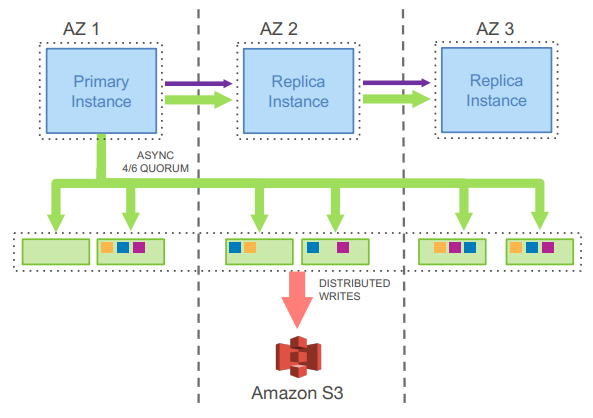 AZ 1
AZ 2
AZ 3
Primary
Instance
Replica
Instance
Replica
Instance
ASYNC
4/6 QUORUM
DISTRIBUTED
WRITES
Amazon S3